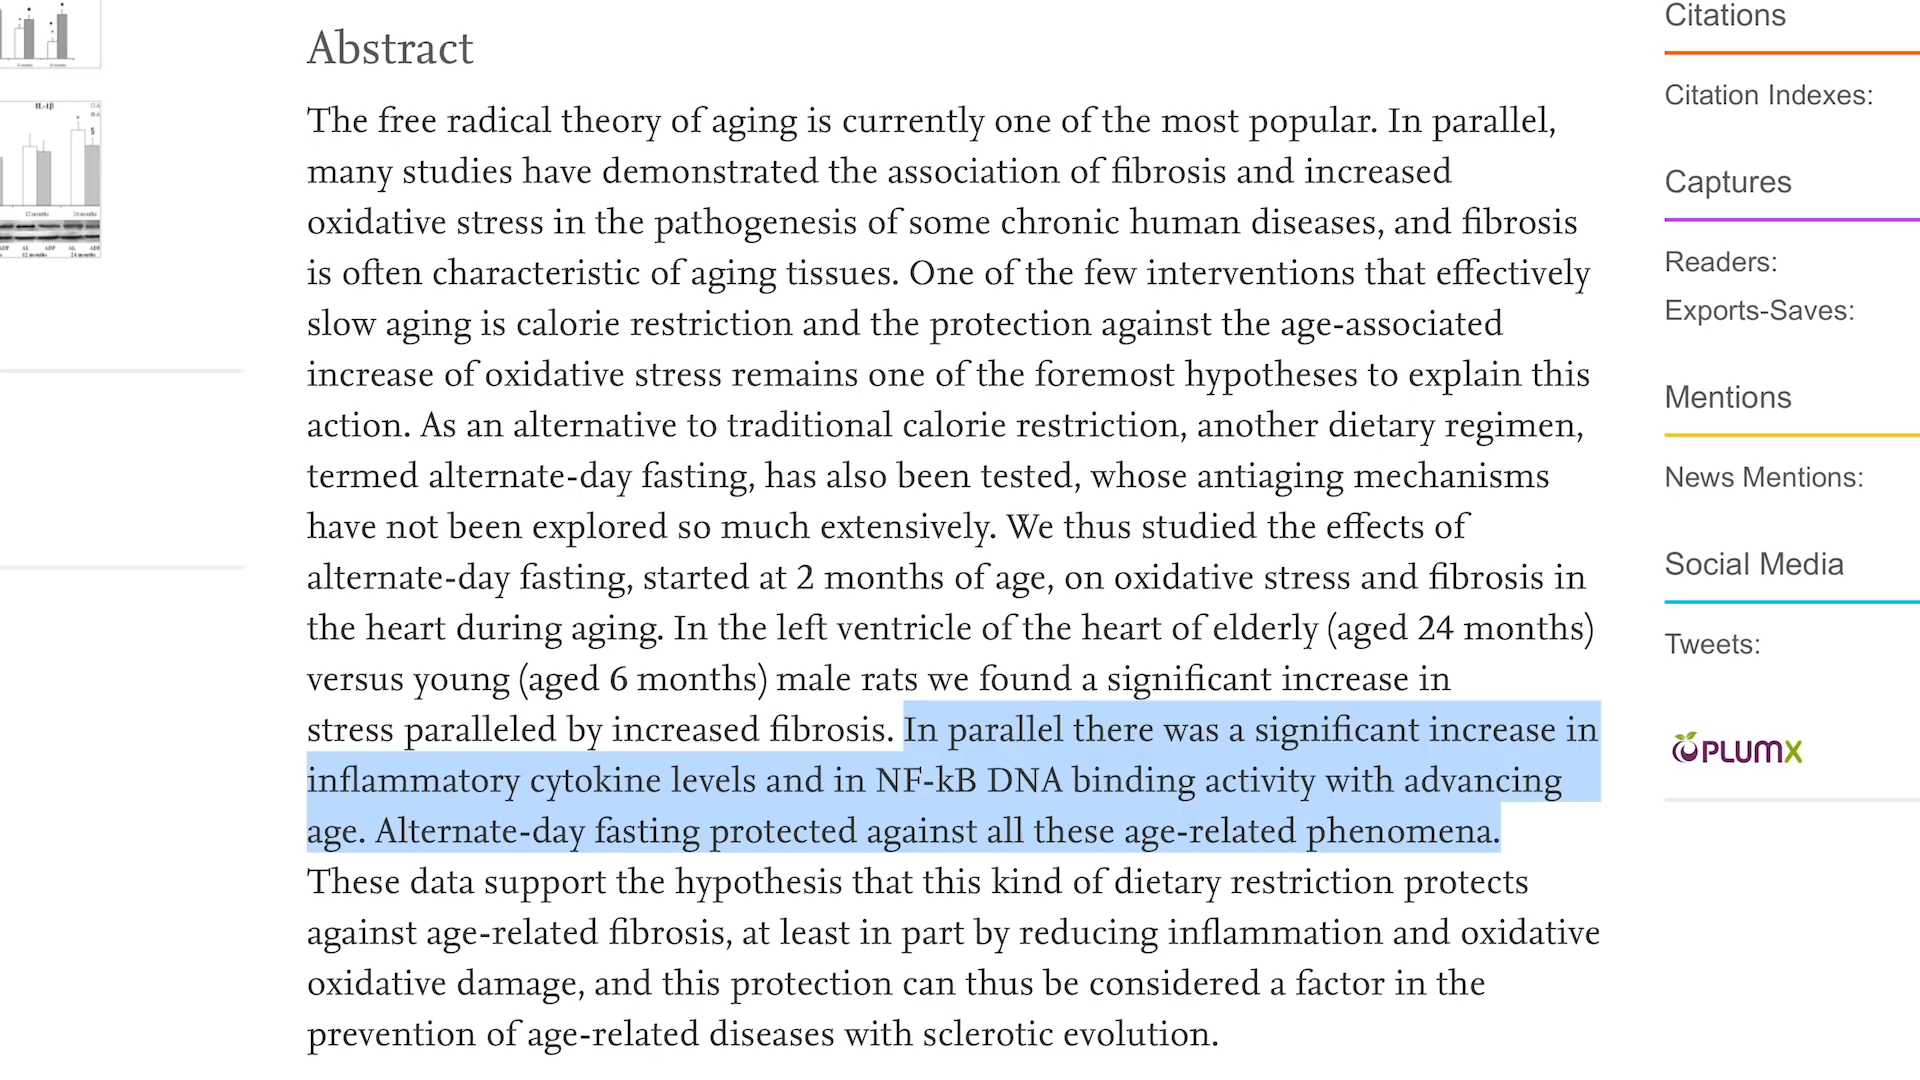 IL-1β
12 months
24 months
ADF AL ADF AL
12 months 24 months
Abstract
The free radical theory of aging is currently one of the most popular. In parallel,
many studies have demonstrated the association of fibrosis and increased
oxidative stress in the pathogenesis of some chronic human diseases, and fibrosis
is often characteristic of aging tissues. One of the few interventions that effectively
slow aging is calorie restriction and the protection against the age-associated
increase of oxidative stress remains one of the foremost hypotheses to explain this
action. As an alternative to traditional calorie restriction, another dietary regimen,
termed alternate-day fasting, has also been tested, whose antiaging mechanisms
have not been explored so much extensively. We thus studied the effects of
alternate-day fasting, started at 2 months of age, on oxidative stress and fibrosis in
the heart during aging. In the left ventricle of the heart of elderly (aged 24 months)
versus young (aged 6 months) male rats we found a significant increase in
stress paralleled by increased fibrosis. In parallel there was a significant increase in
inflammatory cytokine levels and in NF-kB DNA binding activity with advancing
age. Alternate-day fasting protected against all these age-related phenomena.
These data support the hypothesis that this kind of dietary restriction protects
against age-related fibrosis, at least in part by reducing inflammation and oxidative
oxidative damage, and this protection can thus be considered a factor in the
prevention of age-related diseases with sclerotic evolution.
Citations
Citation Indexes:
Captures
Readers:
Exports-Saves:
Mentions
News Mentions:
Social Media
Tweets:
PLUMX